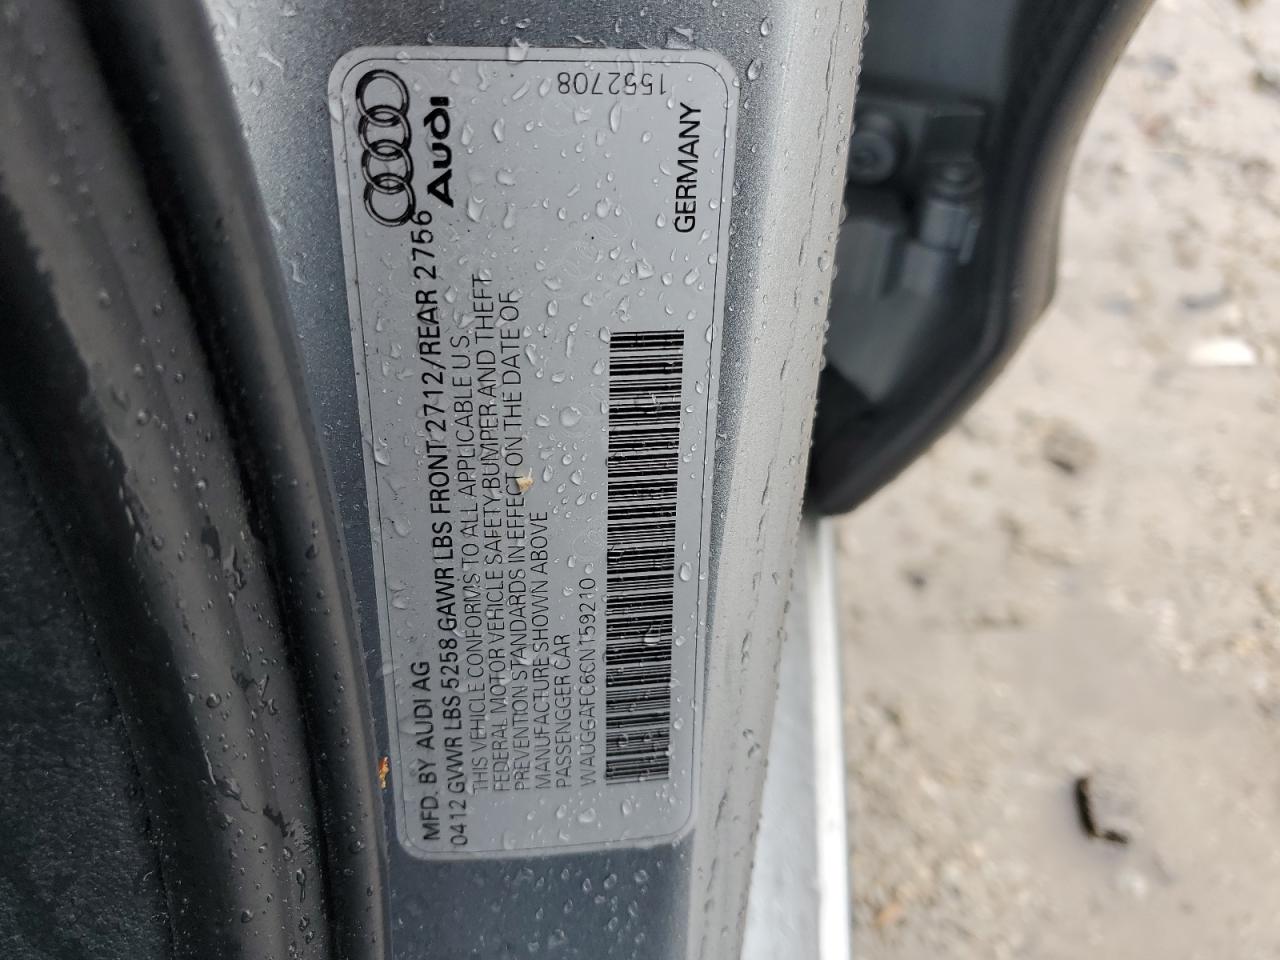 MFD. BY AUDI AG
0412 GVWR LBS 5258 GAWR LBS FRONT 2712/REAR 2756
THIS VEHICLE CONFORMS TO ALL APPLICABLE U.S.
FEDERAL MOTOR VEHICLE SAFETY, BUMPER AND THEFT
PREVENTION STANDARDS IN EFFECT ON THE DATE OF
MANUFACTURE SHOWN ABOVE
PASSENGGER CAR
WAUGGAFC6CN159210
AUDI
GERMANY
1552708